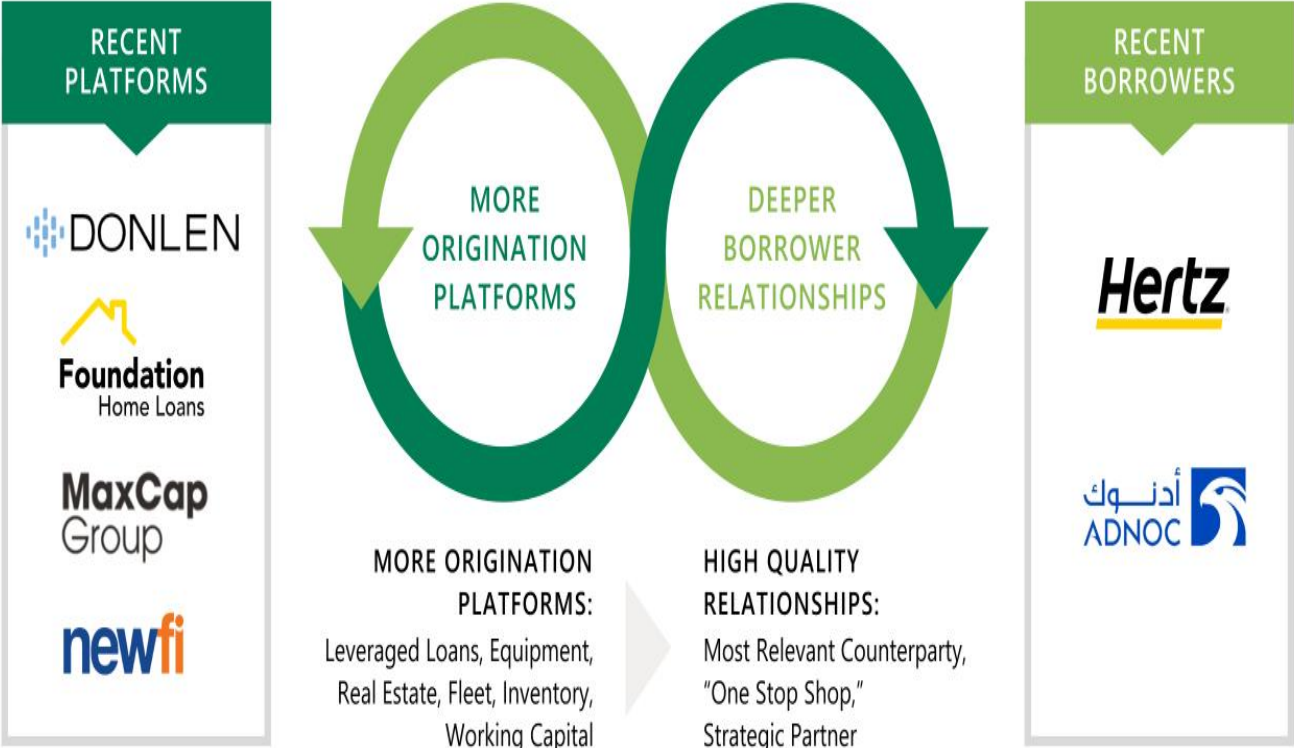 RECENT
PLATFORMS
DONLEN
Foundation
Home Loans
MaxCap
Group
newfi
MORE
ORIGINATION
PLATFORMS
DEEPER
BORROWER
RELATIONSHIPS
MORE ORIGINATION
PLATFORMS:
Leveraged Loans, Equipment,
Real Estate, Fleet, Inventory,
Working Capital
HIGH QUALITY
RELATIONSHIPS:
Most Relevant Counterparty,
“One Stop Shop,”
Strategic Partner
RECENT
BORROWERS
Hertz
أدنـوك
ADNOC